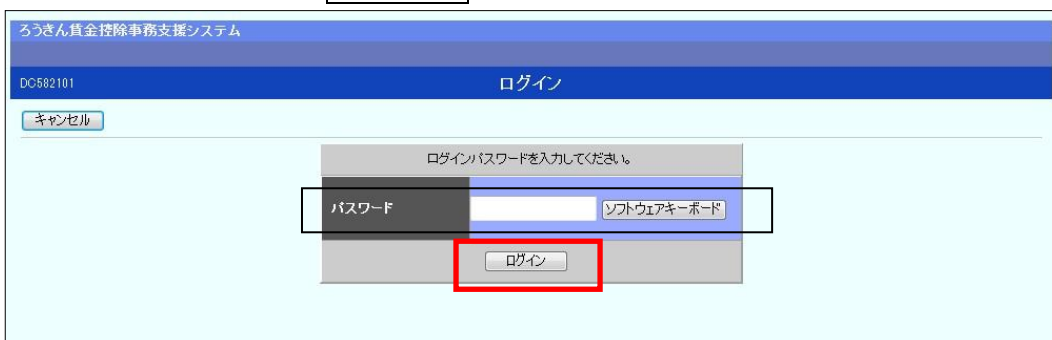 ろうきん賃金控除事務支援システム
DC582101
ログイン
キャンセル
ログインパスワードを入力してください。
パスワード
ソフトウェアキーボード
ログイン